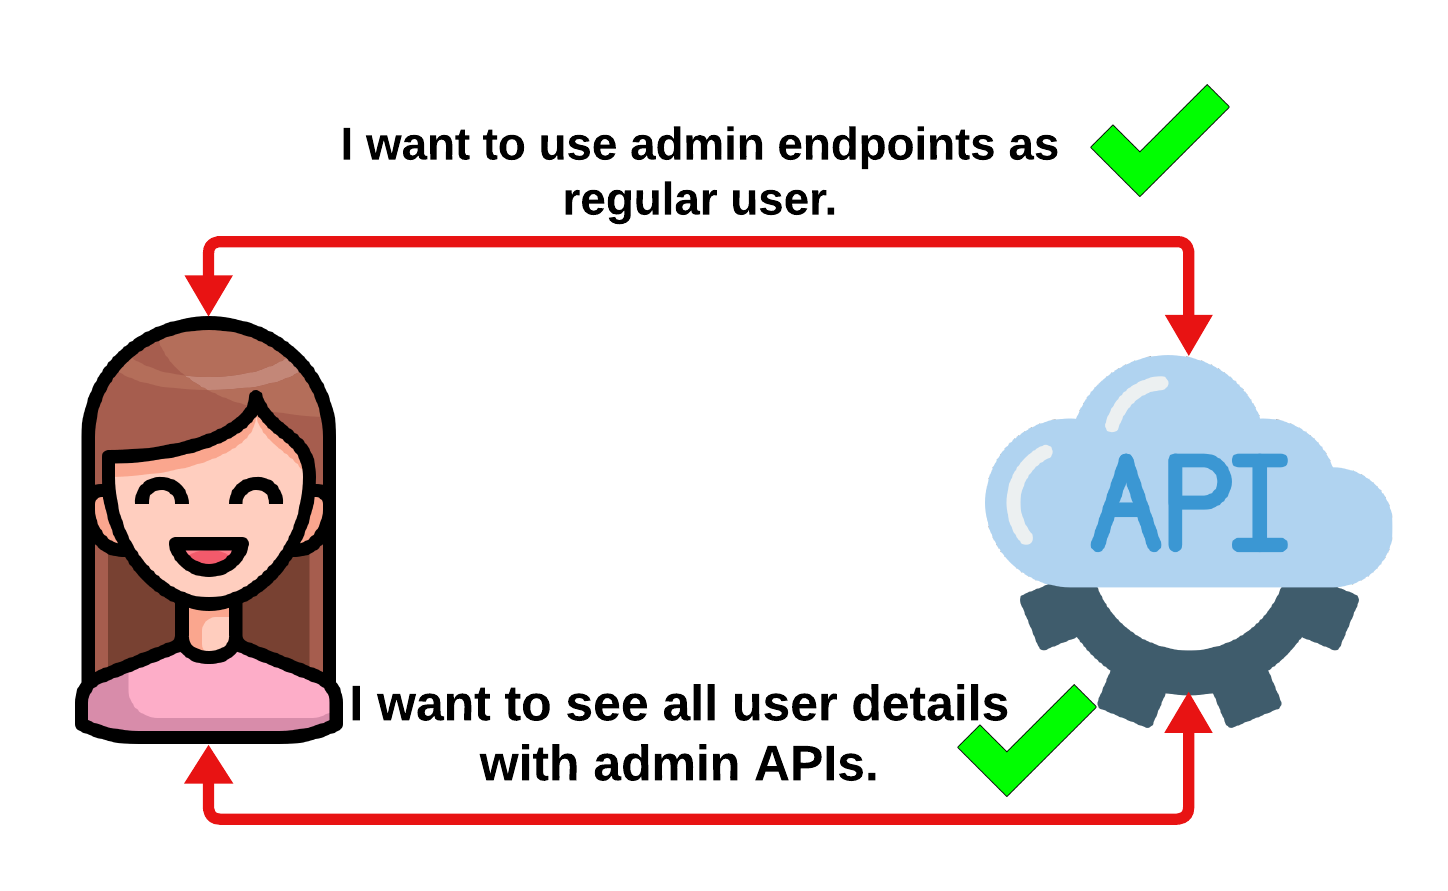 I want to use admin endpoints as
regular user.
API
I want to see all user details
with admin APIs.